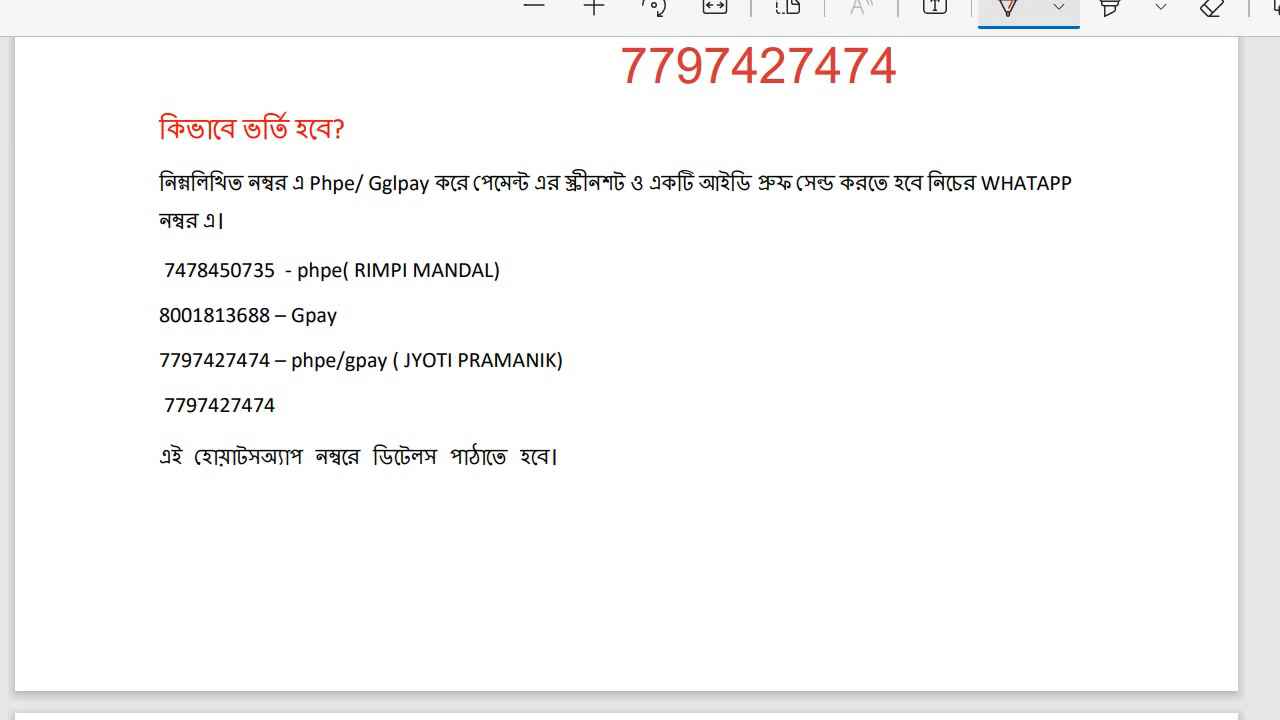 7797427474
কিভাবে ভর্তি হবে?
নিম্নলিখিত নম্বর এ Phpe/ Gglpay করে পেমেন্ট এর স্ক্রীনশট ও একটি আইডি প্রুফ সেন্ড করতে হবে নিচের WHATAPP
নম্বর এ।
7478450735 - phpe( RIMPI MANDAL)
8001813688 – Gpay
7797427474 – phpe/gpay ( JYOTI PRAMANIK)
7797427474
এই হোয়াটসঅ্যাপ নম্বরে ডিটেলস পাঠাতে হবে।